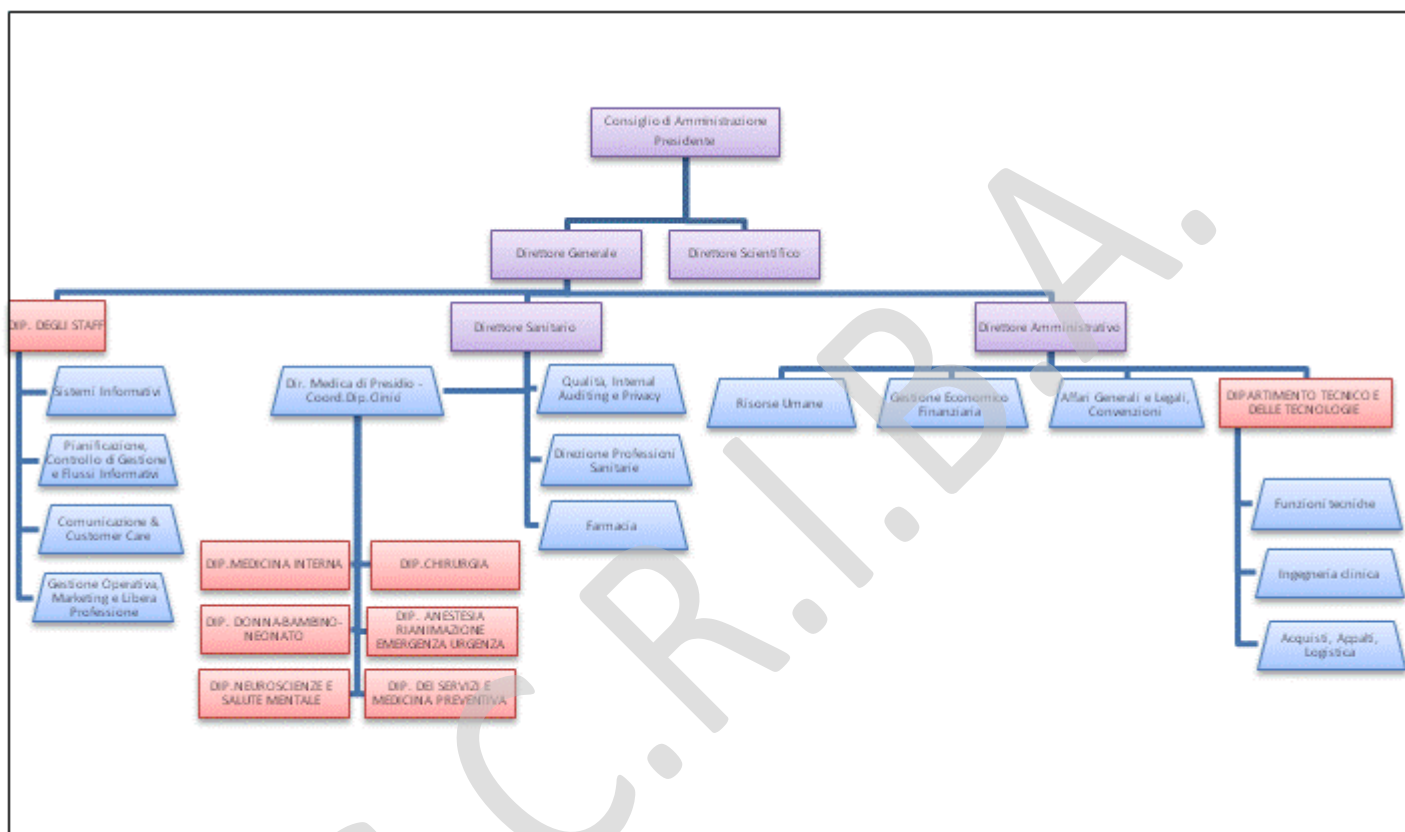 Consiglio di Amministrazione
Presidente
Direttore Generale
Direttore Scientifico
DIP. DEGLI STAFF
Direttore Sanitario
Direttore Amministrativo
Sistemi Informativi
Pianificazione,
Controllo di Gestione
e Flussi Informativi
Comunicazione &
Customer Care
Gestione Operativa,
Marketing e Libera
Professione
Dir. Medica di Presidio -
Coord.Dip.Clinici
Qualità, Internal
Auditing e Privacy
Direzione Professioni
Sanitarie
Farmacia
DIP.MEDICINA INTERNA
DIP.CHIRURGIA
DIP. DONNA-BAMBINO-
NEONATO
DIP. ANESTESIA
RIANIMAZIONE
EMERGENZA URGENZA
DIP.NEUROSCIENZE E
SALUTE MENTALE
DIP. DEI SERVIZI E
MEDICINA PREVENTIVA
Risorse Umane
Gestione Economico
Finanziaria
Affari Generali e Legali,
Convenzioni
DIPARTIMENTO TECNICO E
DELLE TECNOLOGIE
Funzioni tecniche
Ingegneria clinica
Acquisti, Appalti,
Logistica
C.R.I.B.A.